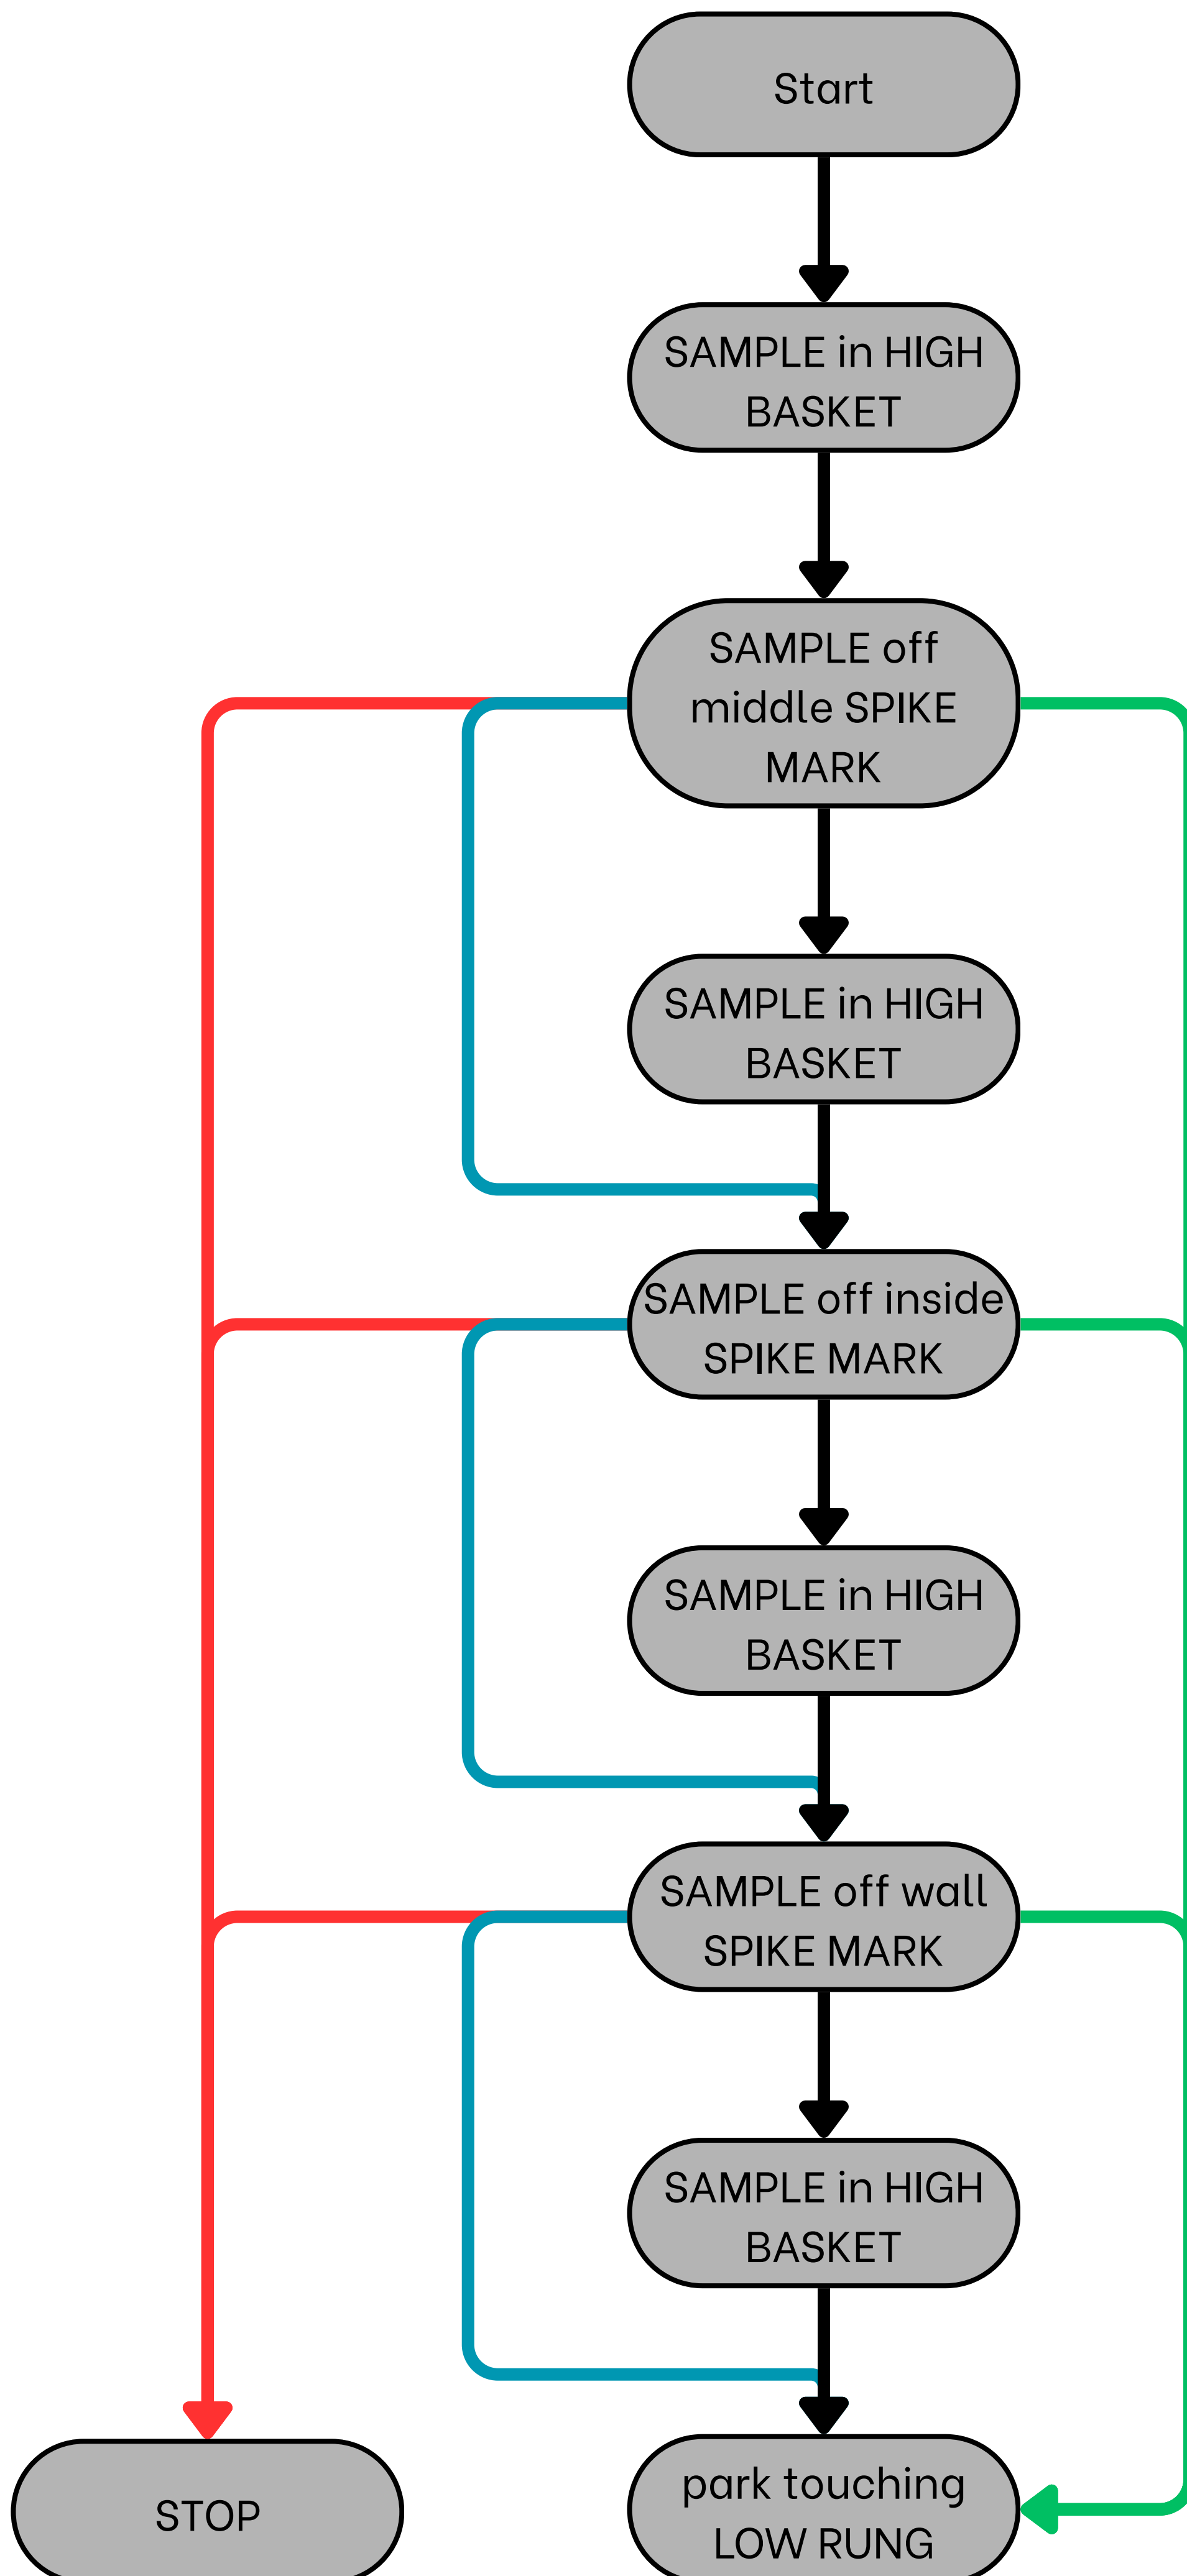 Start
SAMPLE in HIGH
BASKET
SAMPLE off
middle SPIKE
MARK
SAMPLE in HIGH
BASKET
SAMPLE off inside
SPIKE MARK
SAMPLE in HIGH
BASKET
SAMPLE off wall
SPIKE MARK
SAMPLE in HIGH
BASKET
STOP
park touching
LOW RUNG